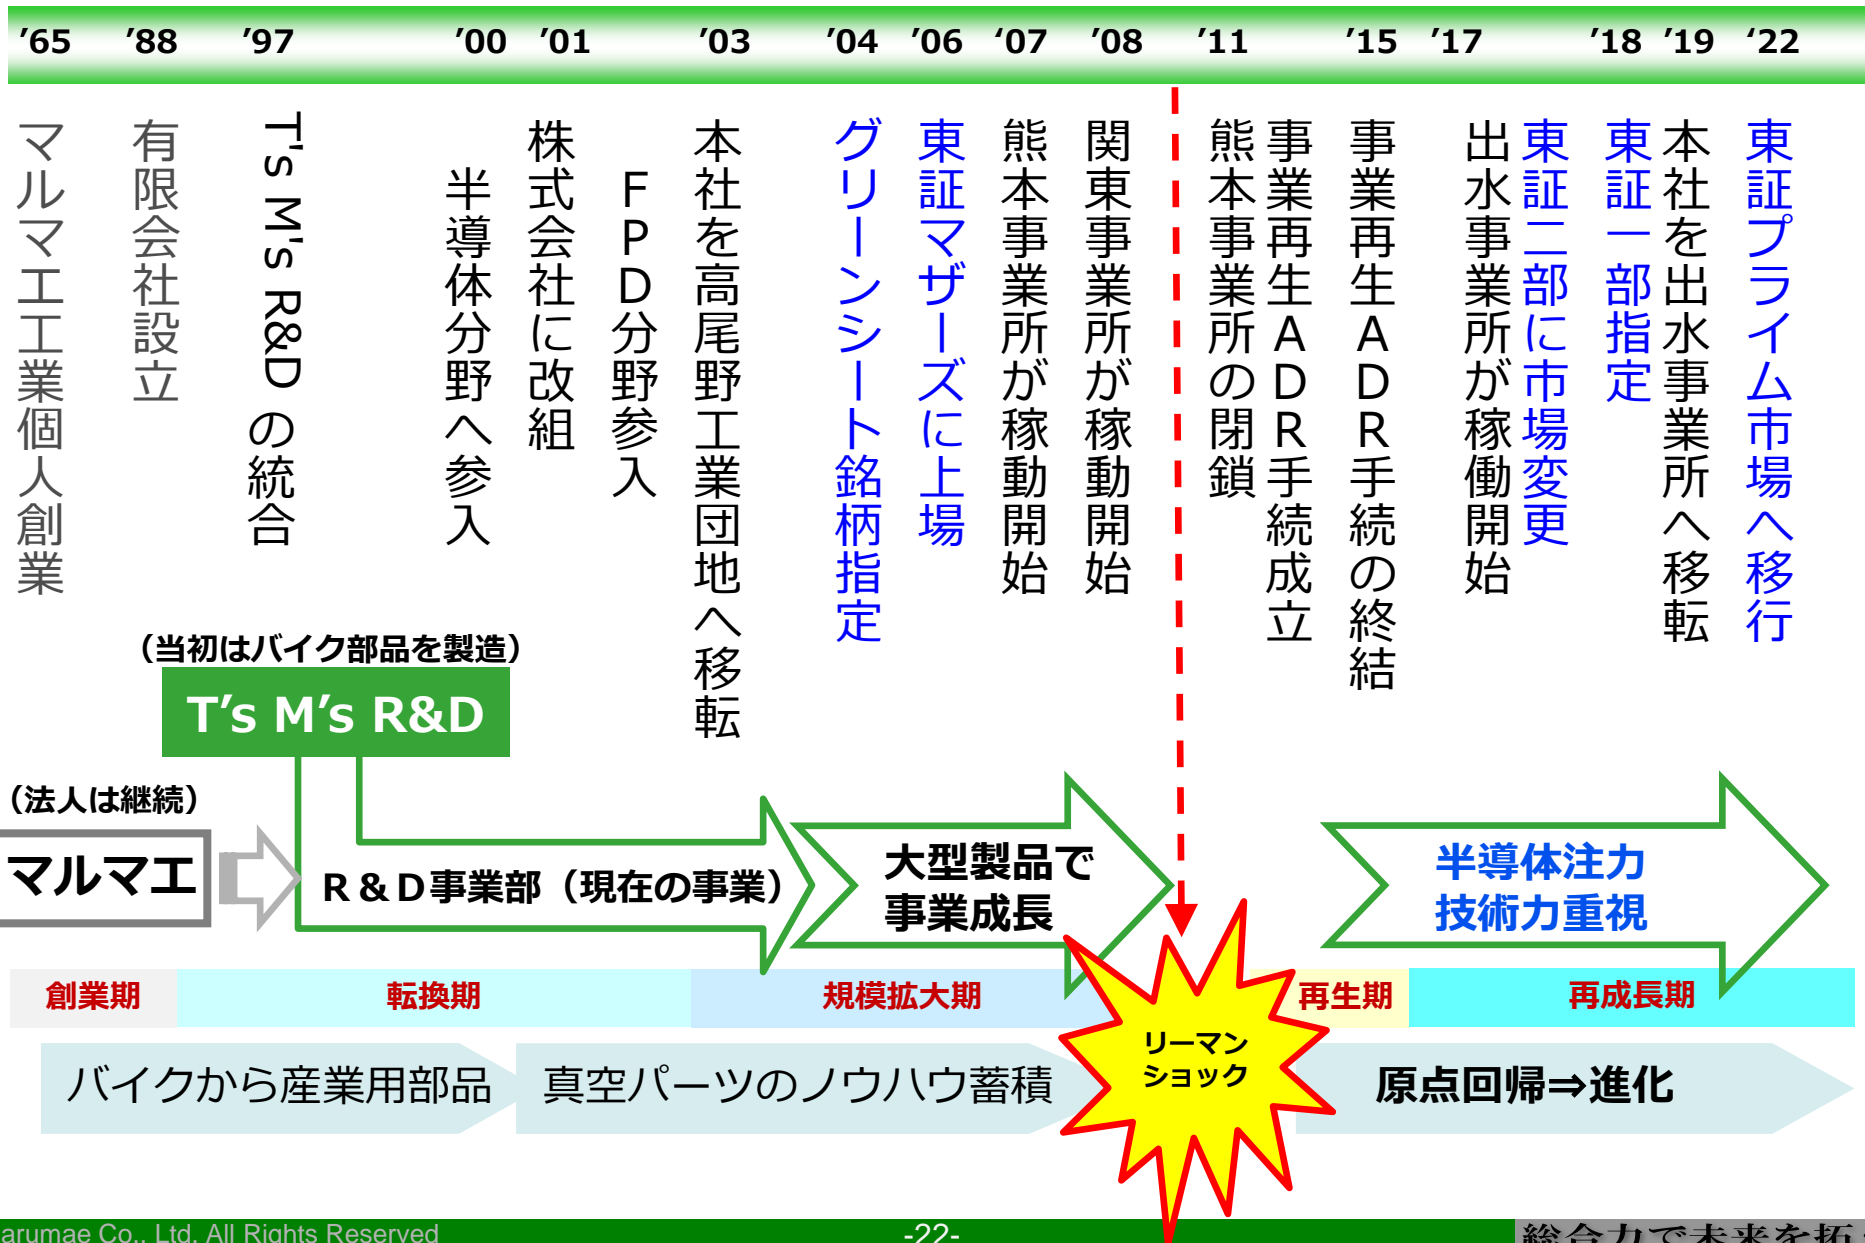 ’65 ’88 ’97 ’00 ’01 ’03 ’04 ’06 ‘07 ’08 ’11 ’15 ’17 ’18 ’19 ‘22
マルマエ工業個人創業
有限会社設立
T's M's R&D の統合
半導体分野へ参入
株式会社に改組
ＦＰＤ分野参入
本社を高尾野工業団地へ移転
グリーンシート銘柄指定
東証マザーズに上場
熊本事業所が稼動開始
関東事業所が稼動開始
熊本事業所の閉鎖
事業再生ＡＤＲ手続成立
事業再生ＡＤＲ手続の終結
出水事業所が稼働開始
東証二部に市場変更
東証一部指定
本社を出水事業所へ移転
東証プライム市場へ移行
（当初はバイク部品を製造）
T’s M’s R&D
（法人は継続）
マルマエ
Ｒ＆Ｄ事業部（現在の事業）
大型製品で
事業成長
半導体注力
技術力重視
創業期 転換期 規模拡大期 再生期 再成長期
リーマン
ショック
バイクから産業用部品 真空パーツのノウハウ蓄積 原点回帰⇒進化
arumae Co., Ltd. All Rights Reserved
-22-
総合力で未来を拓